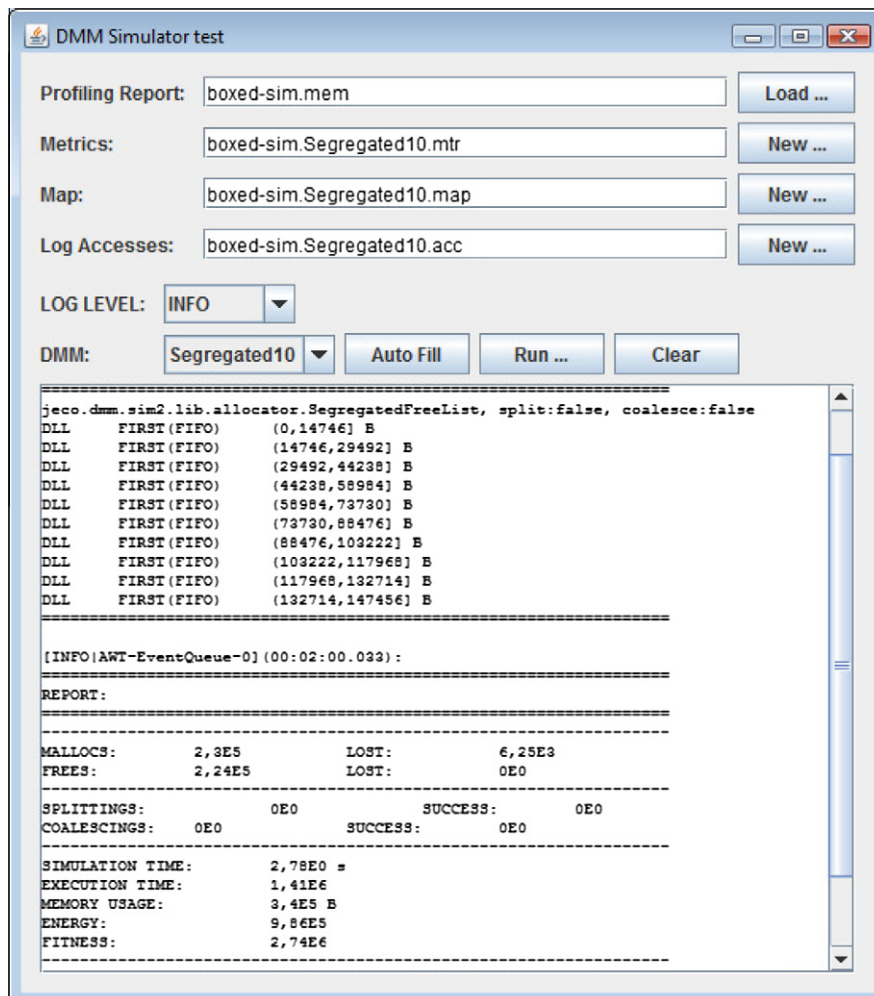 DMM Simulator test
Profiling Report: boxed-sim.mem Load ...
Metrics: boxed-sim.Segregated10.mtr New ...
Map: boxed-sim.Segregated10.map New ...
Log Accesses: boxed-sim.Segregated10.acc New ...
LOG LEVEL: INFO
DMM: Segregated10 Auto Fill Run ... Clear
==================================================================
jeco.dmm.sim2.lib.allocator.SegregatedFreeList, split:false, coalesce:false
DLL FIRST(FIFO) (0,14746] B
DLL FIRST(FIFO) (14746,29492] B
DLL FIRST(FIFO) (29492,44238] B
DLL FIRST(FIFO) (44238,58984] B
DLL FIRST(FIFO) (58984,73730] B
DLL FIRST(FIFO) (73730,88476] B
DLL FIRST(FIFO) (88476,103222] B
DLL FIRST(FIFO) (103222,117968] B
DLL FIRST(FIFO) (117968,132714] B
DLL FIRST(FIFO) (132714,147456] B
==================================================================
[INFO|AWT-EventQueue-0](00:02:00.033):
==================================================================
REPORT:
==================================================================
------------------------------------------------------------------
MALLOCS: 2,3E5 LOST: 6,25E3
FREES: 2,24E5 LOST: 0E0
------------------------------------------------------------------
SPLITTINGS: 0E0 SUCCESS: 0E0
COALESCINGS: 0E0 SUCCESS: 0E0
------------------------------------------------------------------
SIMULATION TIME: 2,78E0 s
EXECUTION TIME: 1,41E6
MEMORY USAGE: 3,4E5 B
ENERGY: 9,86E5
FITNESS: 2,74E6
------------------------------------------------------------------